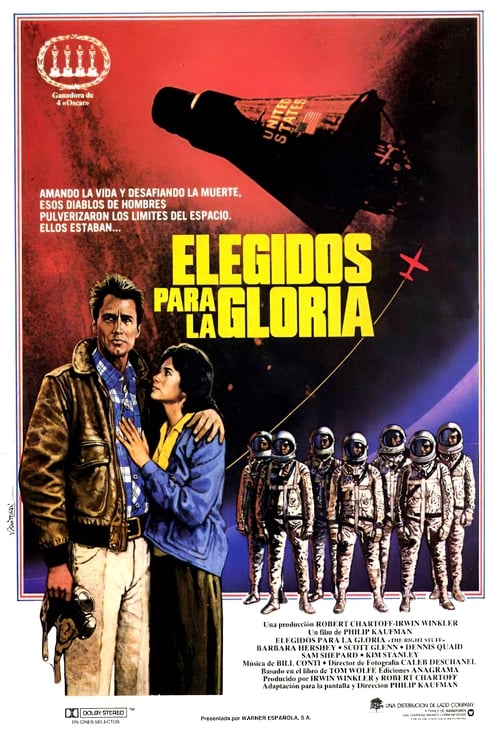 Ganadora de
4 «Oscar»
UNITED
STATES
AMANDO LA VIDA Y DESAFIANDO LA MUERTE,
ESOS DIABLOS DE HOMBRES
PULVERIZARON LOS LIMITES DEL ESPACIO.
ELLOS ESTABAN...
ELEGIDOS
PARA
LA GLORIA
Una producción ROBERT CHARTOFF-IRWIN WINKLER
Un film de PHILIP KAUFMAN
ELEGIDOS PARA LA GLORIA «THE RIGHT STUFF»
BARBARA HERSHEY • SCOTT GLENN • DENNIS QUAID
SAM SHEPARD • KIM STANLEY
Música de BILL CONTI • Director de Fotografía CALEB DESCHANEL
Basado en el libro de TOM WOLFE Ediciones ANAGRAMA
Producido por IRWIN WINKLER y ROBERT CHARTOFF
Adaptación para la pantalla y Dirección PHILIP KAUFMAN
DOLBY STEREO
EN CINES SELECTOS
Presentada por WARNER ESPAÑOLA, S.A.
UNA DISTRIBUCION DE LADD COMPANY